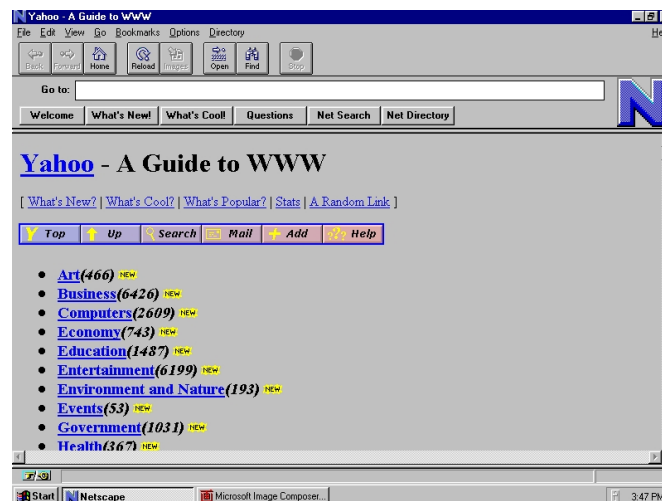 Yahoo - A Guide to WWW
File Edit View Go Bookmarks Options Directory
Back Forward Home Reload Images Open Find Stop
Go to:
Welcome What's New! What's Cool! Questions Net Search Net Directory
N
Yahoo - A Guide to WWW
[ What's New? | What's Cool? | What's Popular? | Stats | A Random Link ]
Y Top Up Search Mail Add ??? Help
Art(466) NEW
Business(6426) NEW
Computers(2609) NEW
Economy(743) NEW
Education(1487) NEW
Entertainment(6199) NEW
Environment and Nature(193) NEW
Events(53) NEW
Government(1031) NEW
Health(367) NEW
Start Netscape Microsoft Image Composer... 3:47 PM